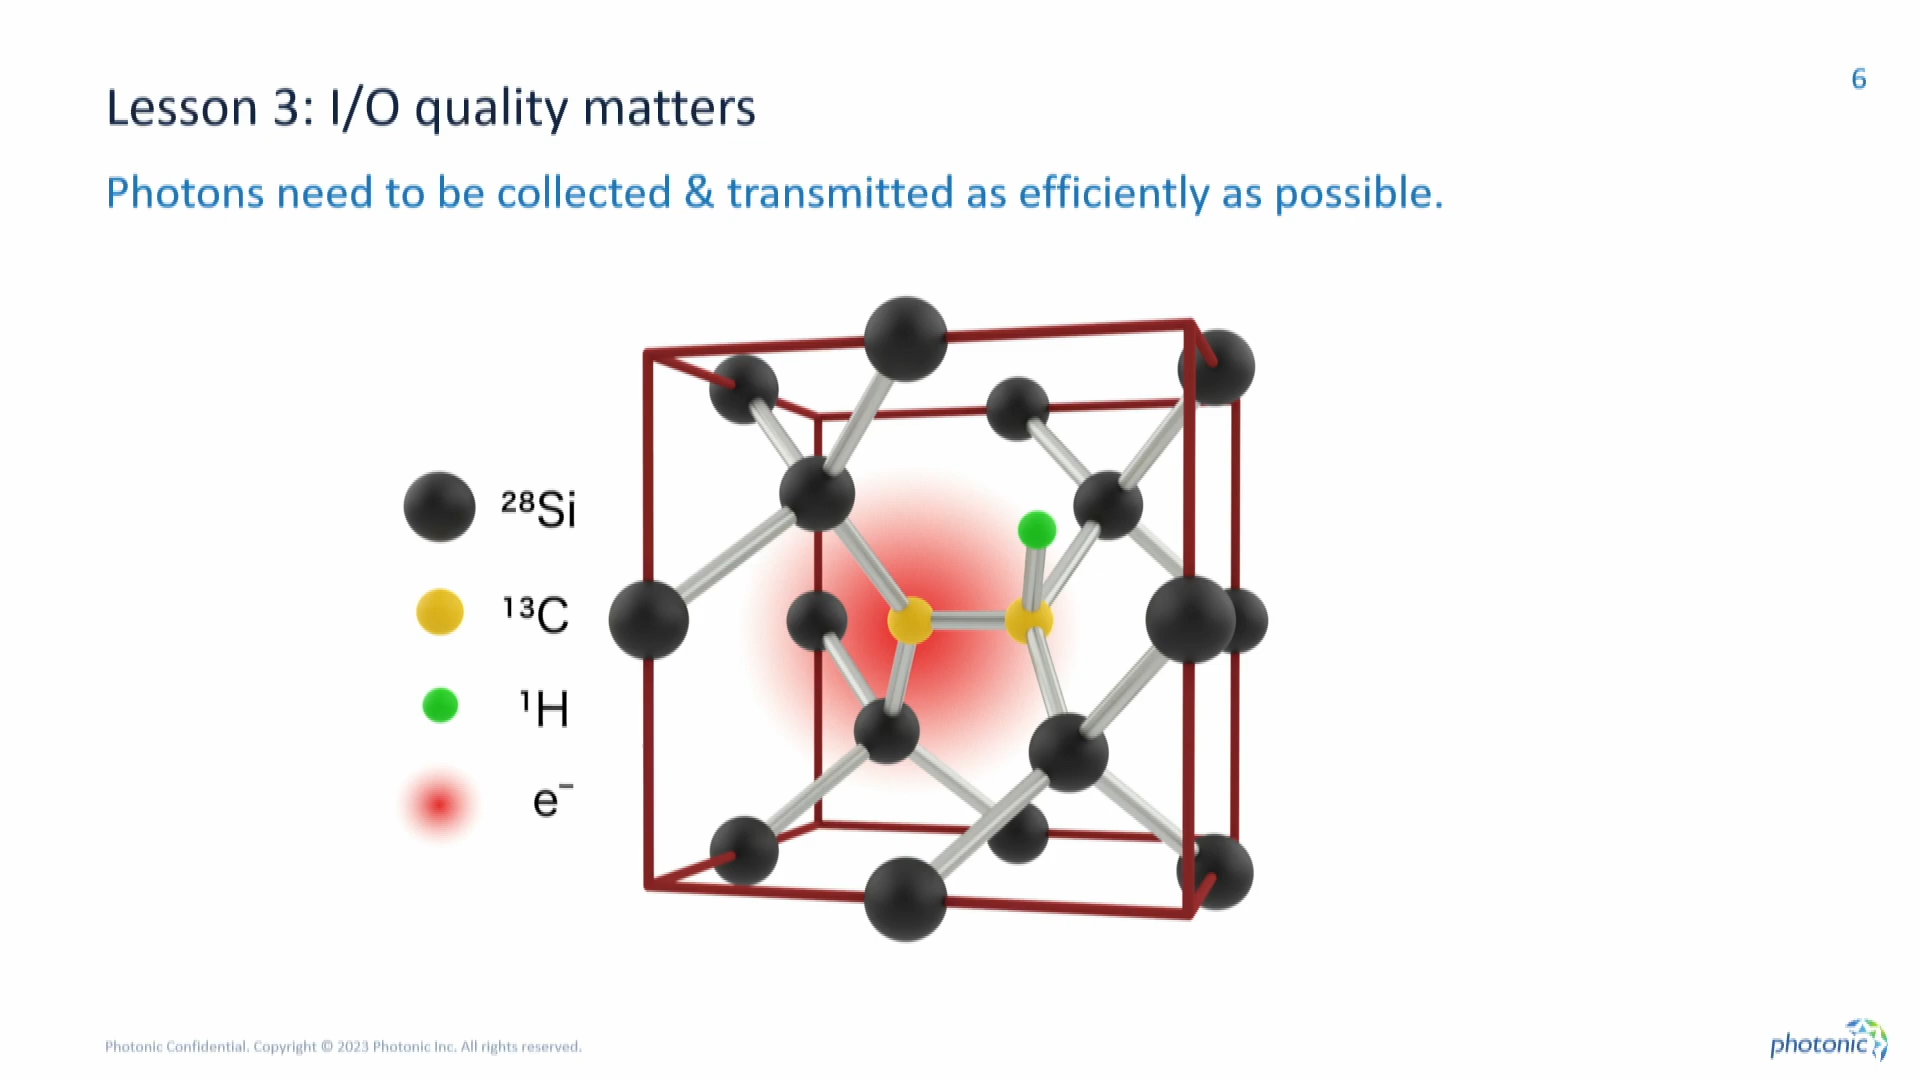 6
Lesson 3: I/O quality matters
Photons need to be collected & transmitted as efficiently as possible.
²⁸Si
¹³C
¹H
e⁻
Photonic Confidential. Copyright © 2023 Photonic Inc. All rights reserved.
photonic